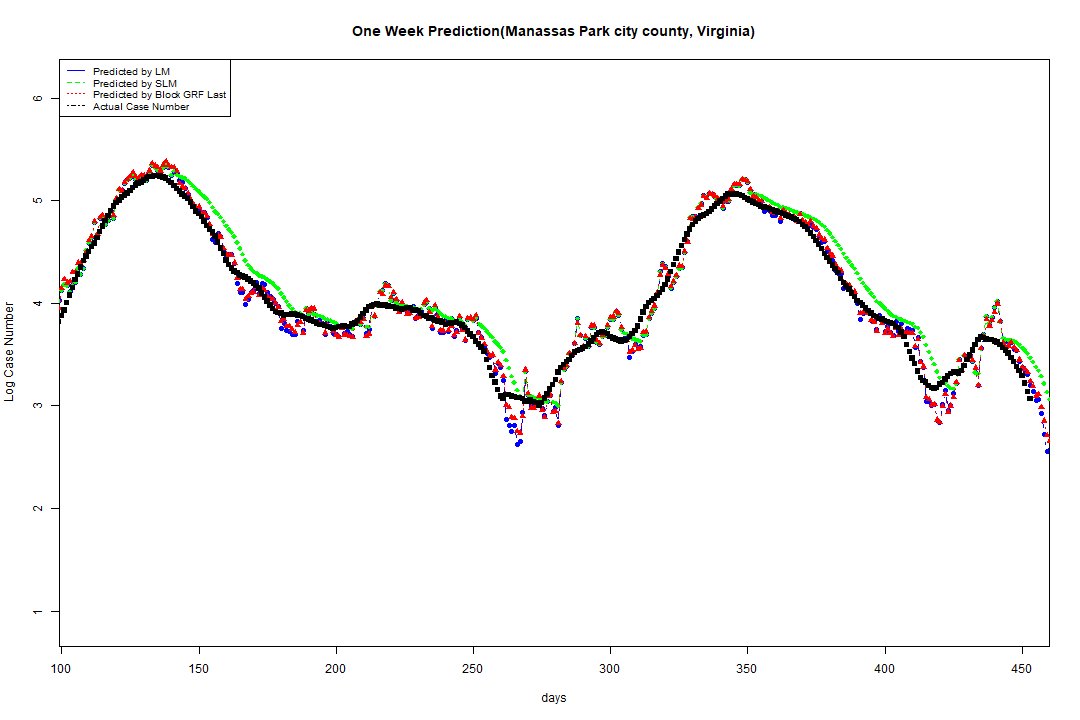 One Week Prediction(Manassas Park city county, Virginia)
Predicted by LM
Predicted by SLM
Predicted by Block GRF Last
Actual Case Number
6
5
4
3
2
1
Log Case Number
100 150 200 250 300 350 400 450
days